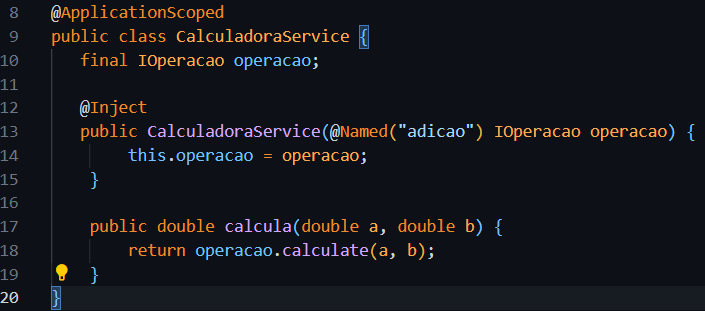 8 @ApplicationScoped
9 public class CalculadoraService {
10 final IOperacao operacao;
11
12 @Inject
13 public CalculadoraService(@Named("adicao") IOperacao operacao) {
14 this.operacao = operacao;
15 }
16
17 public double calcula(double a, double b) {
18 return operacao.calculate(a, b);
19 }
20 }